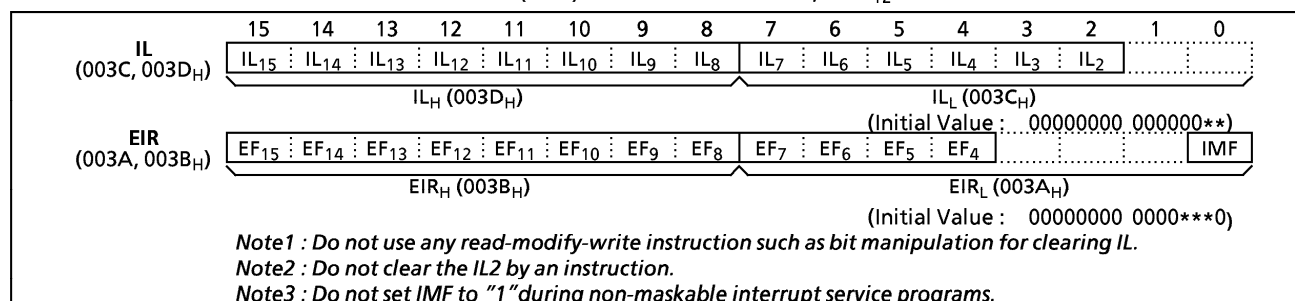 12
15 14 13 12 11 10 9 8 7 6 5 4 3 2 1 0
IL
(003C, 003DH)
IL15 IL14 IL13 IL12 IL11 IL10 IL9 IL8 IL7 IL6 IL5 IL4 IL3 IL2
ILH (003DH) ILL (003CH)
(Initial Value : 00000000 000000**)
EIR
(003A, 003BH)
EF15 EF14 EF13 EF12 EF11 EF10 EF9 EF8 EF7 EF6 EF5 EF4 IMF
EIRH (003BH) EIRL (003AH)
(Initial Value : 00000000 0000***0)
Note1 : Do not use any read-modify-write instruction such as bit manipulation for clearing IL.
Note2 : Do not clear the IL2 by an instruction.
Note3 : Do not set IMF to "1"during non-maskable interrupt service programs.